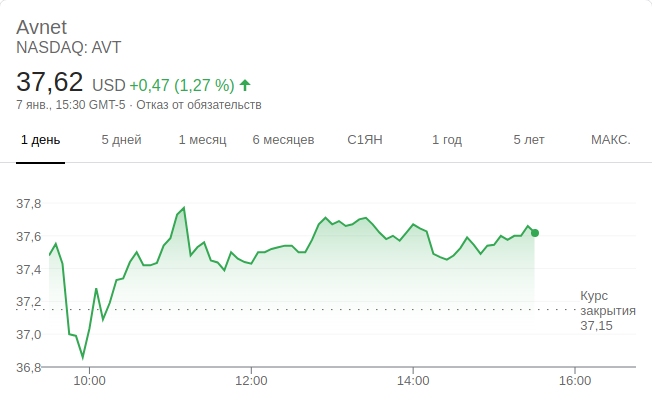 Avnet
NASDAQ: AVT
37,62 USD +0,47 (1,27 %)
7 янв., 15:30 GMT-5 · Отказ от обязательств
1 день 5 дней 1 месяц 6 месяцев С1ЯН 1 год 5 лет МАКС.
37,8
37,6
37,4
37,2
37,0
36,8
Курс
закрытия
37,15
10:00 12:00 14:00 16:00